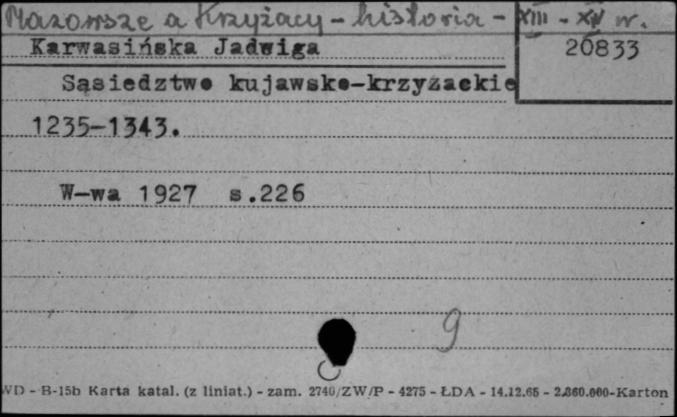 Mazowsze a Krzyżacy - historia - XIII - XIV w.
Karwasińska Jadwiga 20833
Sąsiedztwo kujawsko-krzyżackie
1235-1343.
W-wa 1927 s.226
9
WD - B-15b Karta katal. (z liniat.) - zam. 2740/ZW/P - 4275 - ŁDA - 14.12.65 - 2.860.000-Karton